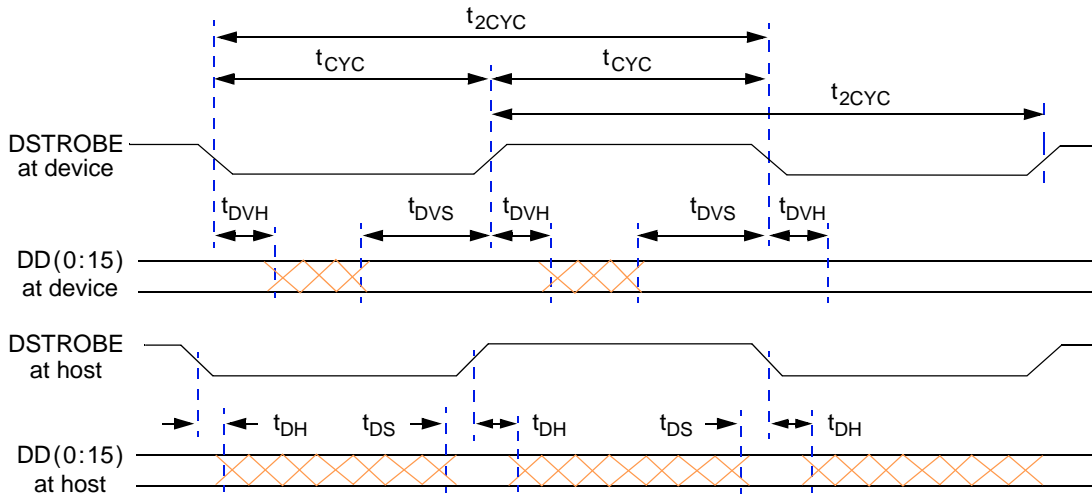 t2CYC
tCYC tCYC
t2CYC
DSTROBE
at device
tDVH tDVS tDVH tDVS tDVH
DD(0:15)
at device
DSTROBE
at host
tDH tDS tDH tDS tDH
DD(0:15)
at host